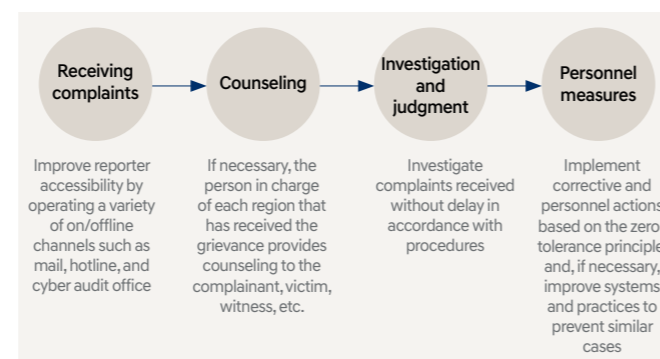 Receiving
complaints
Counseling
Investigation
and
judgment
Personnel
measures
Improve reporter
accessibility by
operating a variety
of on/offline
channels such as
mail, hotline, and
cyber audit office
If necessary, the
person in charge
of each region that
has received the
grievance provides
counseling to the
complainant, victim,
witness, etc.
Investigate
complaints received
without delay in
accordance with
procedures
Implement
corrective and
personnel actions
based on the zero
tolerance principle
and, if necessary,
improve systems
and practices to
prevent similar
cases